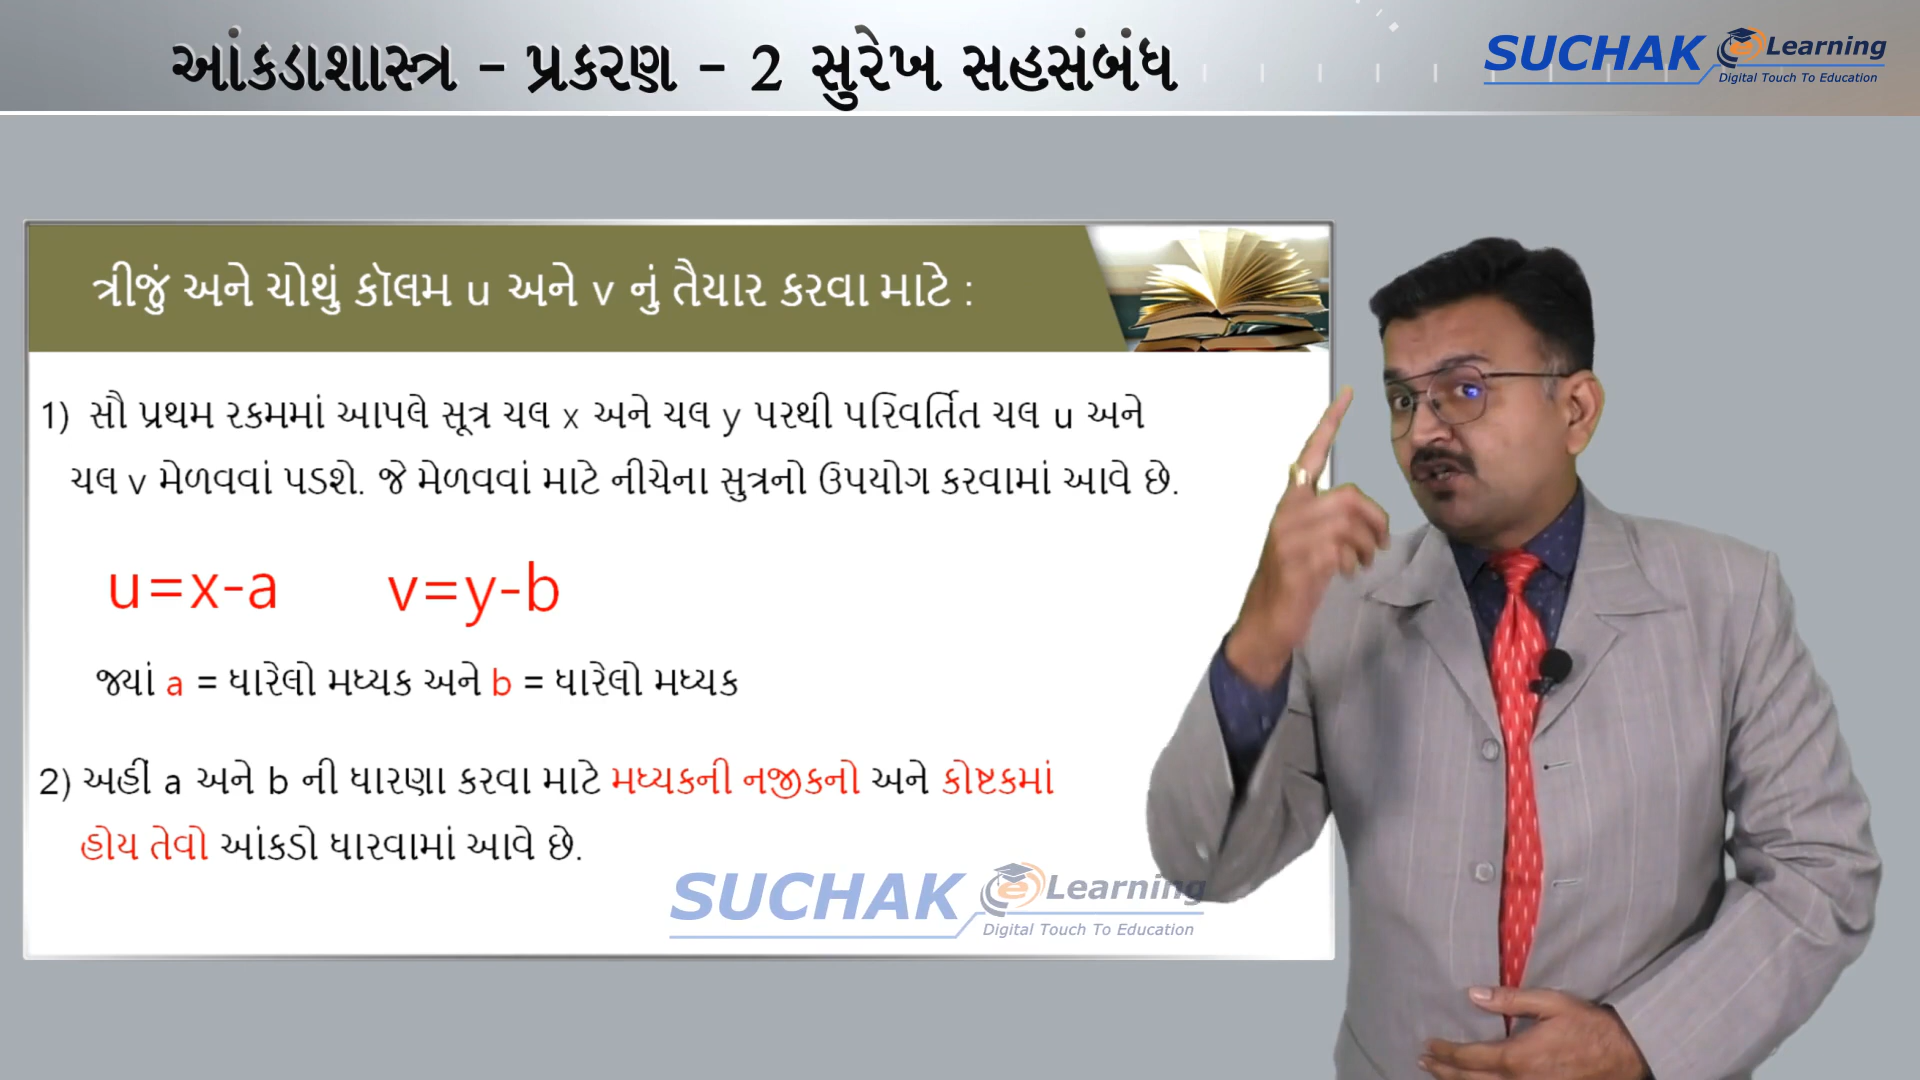 આંકડાશાસ્ત્ર - પ્રકરણ - 2 સુરેખ સહસંબંધ
SUCHAK eLearning
Digital Touch To Education
ત્રીજું અને ચોથું કૉલમ u અને v નું તૈયાર કરવા માટે :
1) સૌ પ્રથમ રકમમાં આપલે સૂત્ર ચલ x અને ચલ y પરથી પરિવર્તિત ચલ u અને
ચલ v મેળવવાં પડશે. જે મેળવવાં માટે નીચેના સુત્રનો ઉપયોગ કરવામાં આવે છે.
u=x-a v=y-b
જ્યાં a = ધારેલો મધ્યક અને b = ધારેલો મધ્યક
2) અહીં a અને b ની ધારણા કરવા માટે મધ્યકની નજીકનો અને કોષ્ટકમાં
હોય તેવો આંકડો ધારવામાં આવે છે.
SUCHAK eLearning
Digital Touch To Education